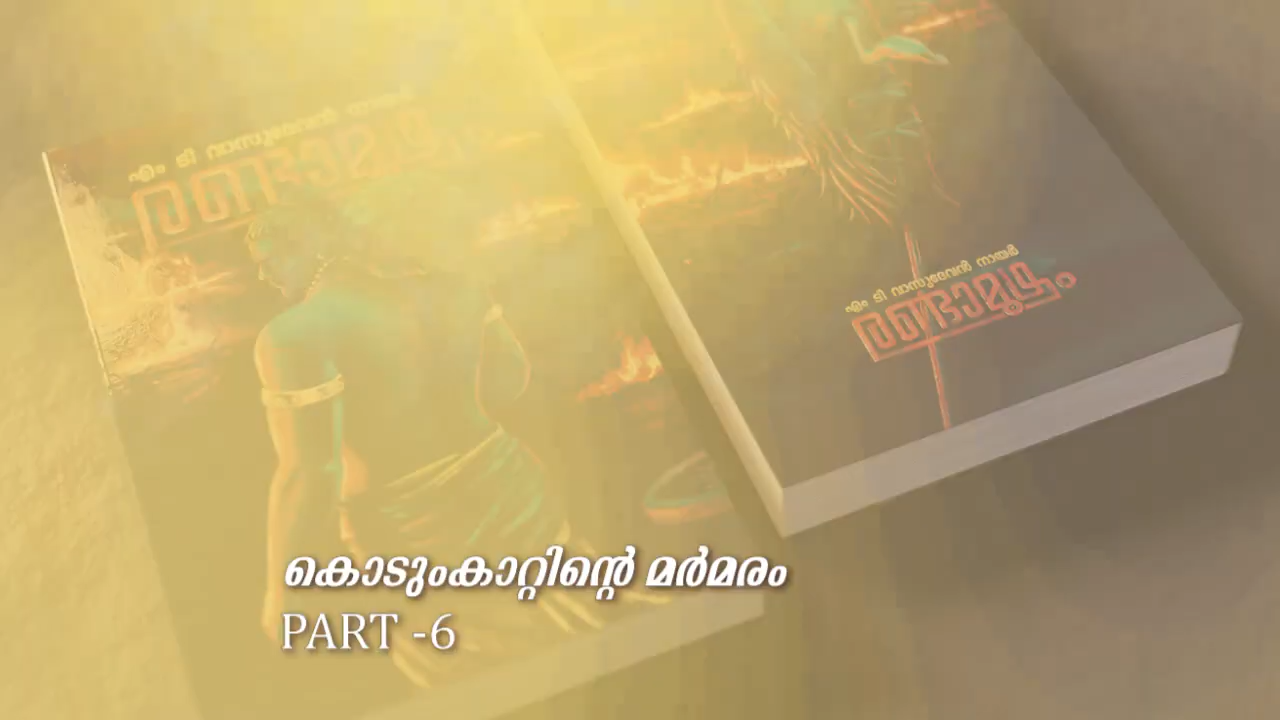 എം ടി വാസുദേവൻ നായർ
രണ്ടാമൂഴം
എം ടി വാസുദേവൻ നായർ
രണ്ടാമൂഴം
കൊടുംകാറ്റിന്റെ മർമരം
PART -6